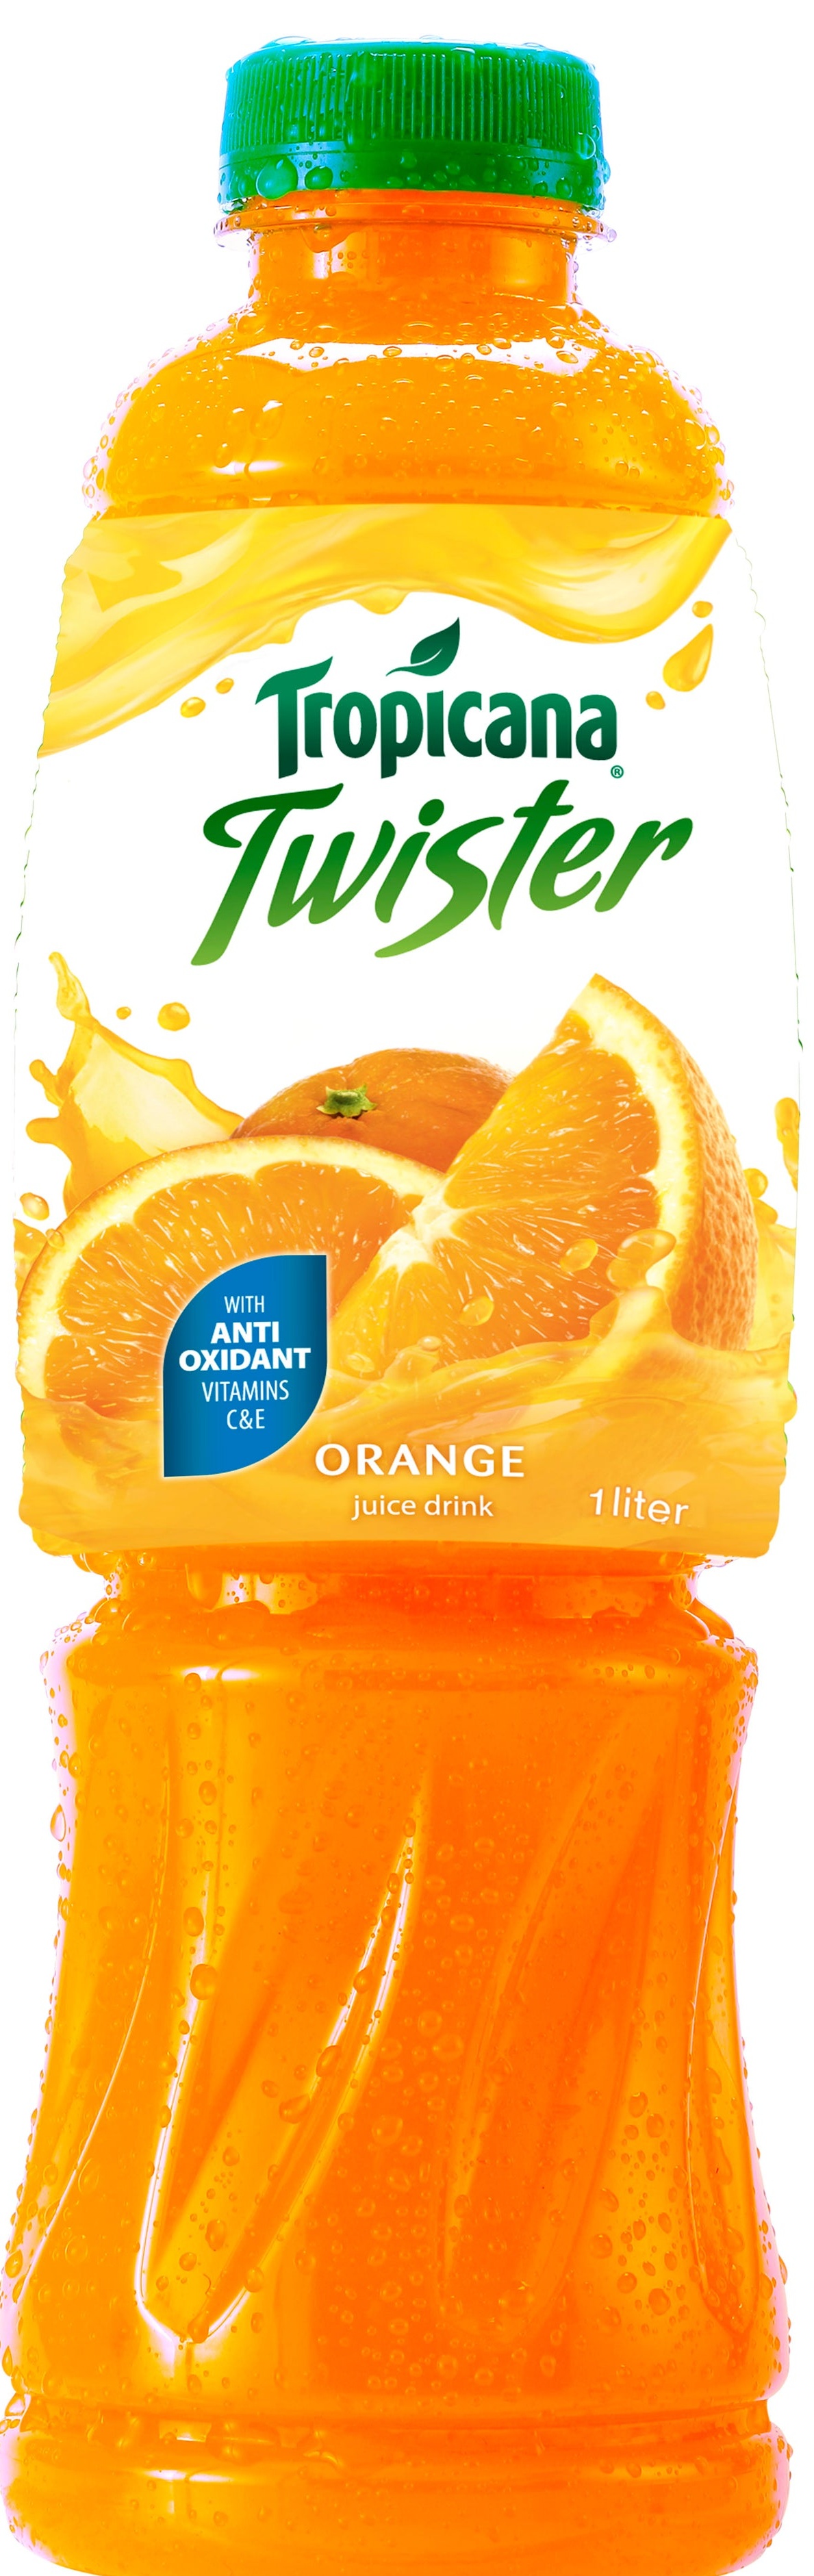 Tropicana®
Twister
WITH
ANTI
OXIDANT
VITAMINS
C&E
ORANGE
juice drink
1 liter